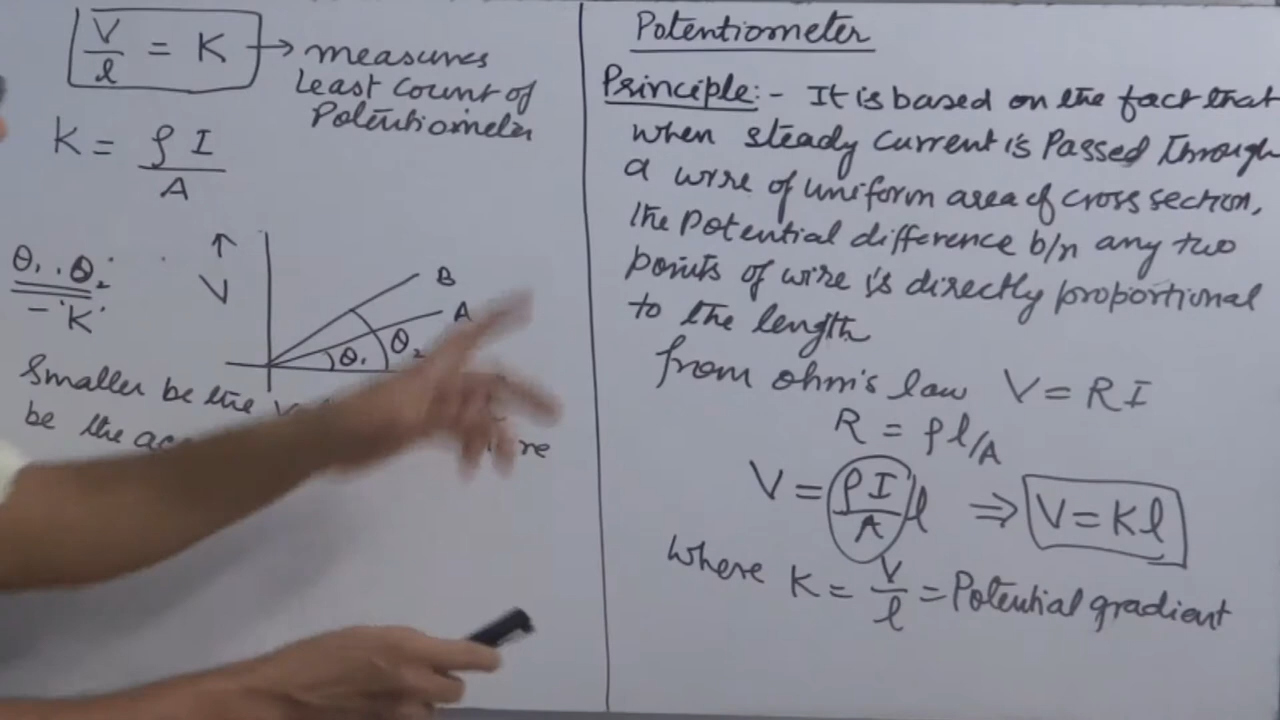 V/l = K → measures
Least Count of
Potentiometer
K = ρI/A
θ₁ . . θ₂
- 'K'
↑
V
B
A
θ₁ θ₂
Smaller be the
be the
Potentiometer
Principle:- It is based on the fact that
when steady current is Passed Through
a wire of uniform area of cross section,
the potential difference b/n any two
points of wire is directly proportional
to the length
from ohm's law V = RI
R = ρl/A
V = (ρI/A) l ⇒ V = Kl
where K = V/l = Potential gradient